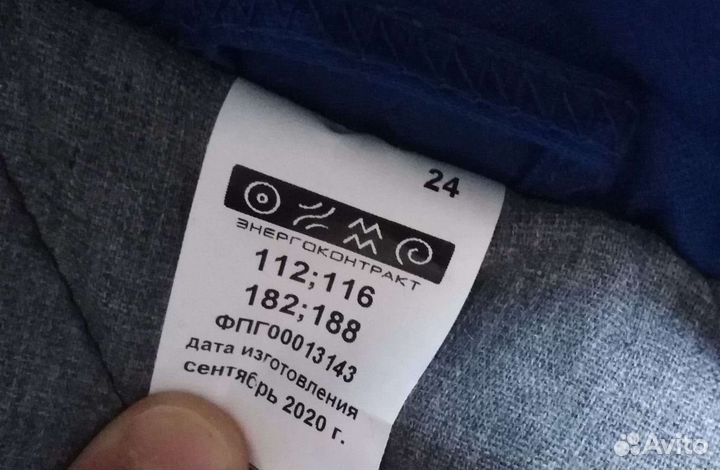 24
ЭНЕРГОКОНТРАКТ
112;116
182;188
ФПГ00013143
дата изготовления
сентябрь 2020 г.
Avito